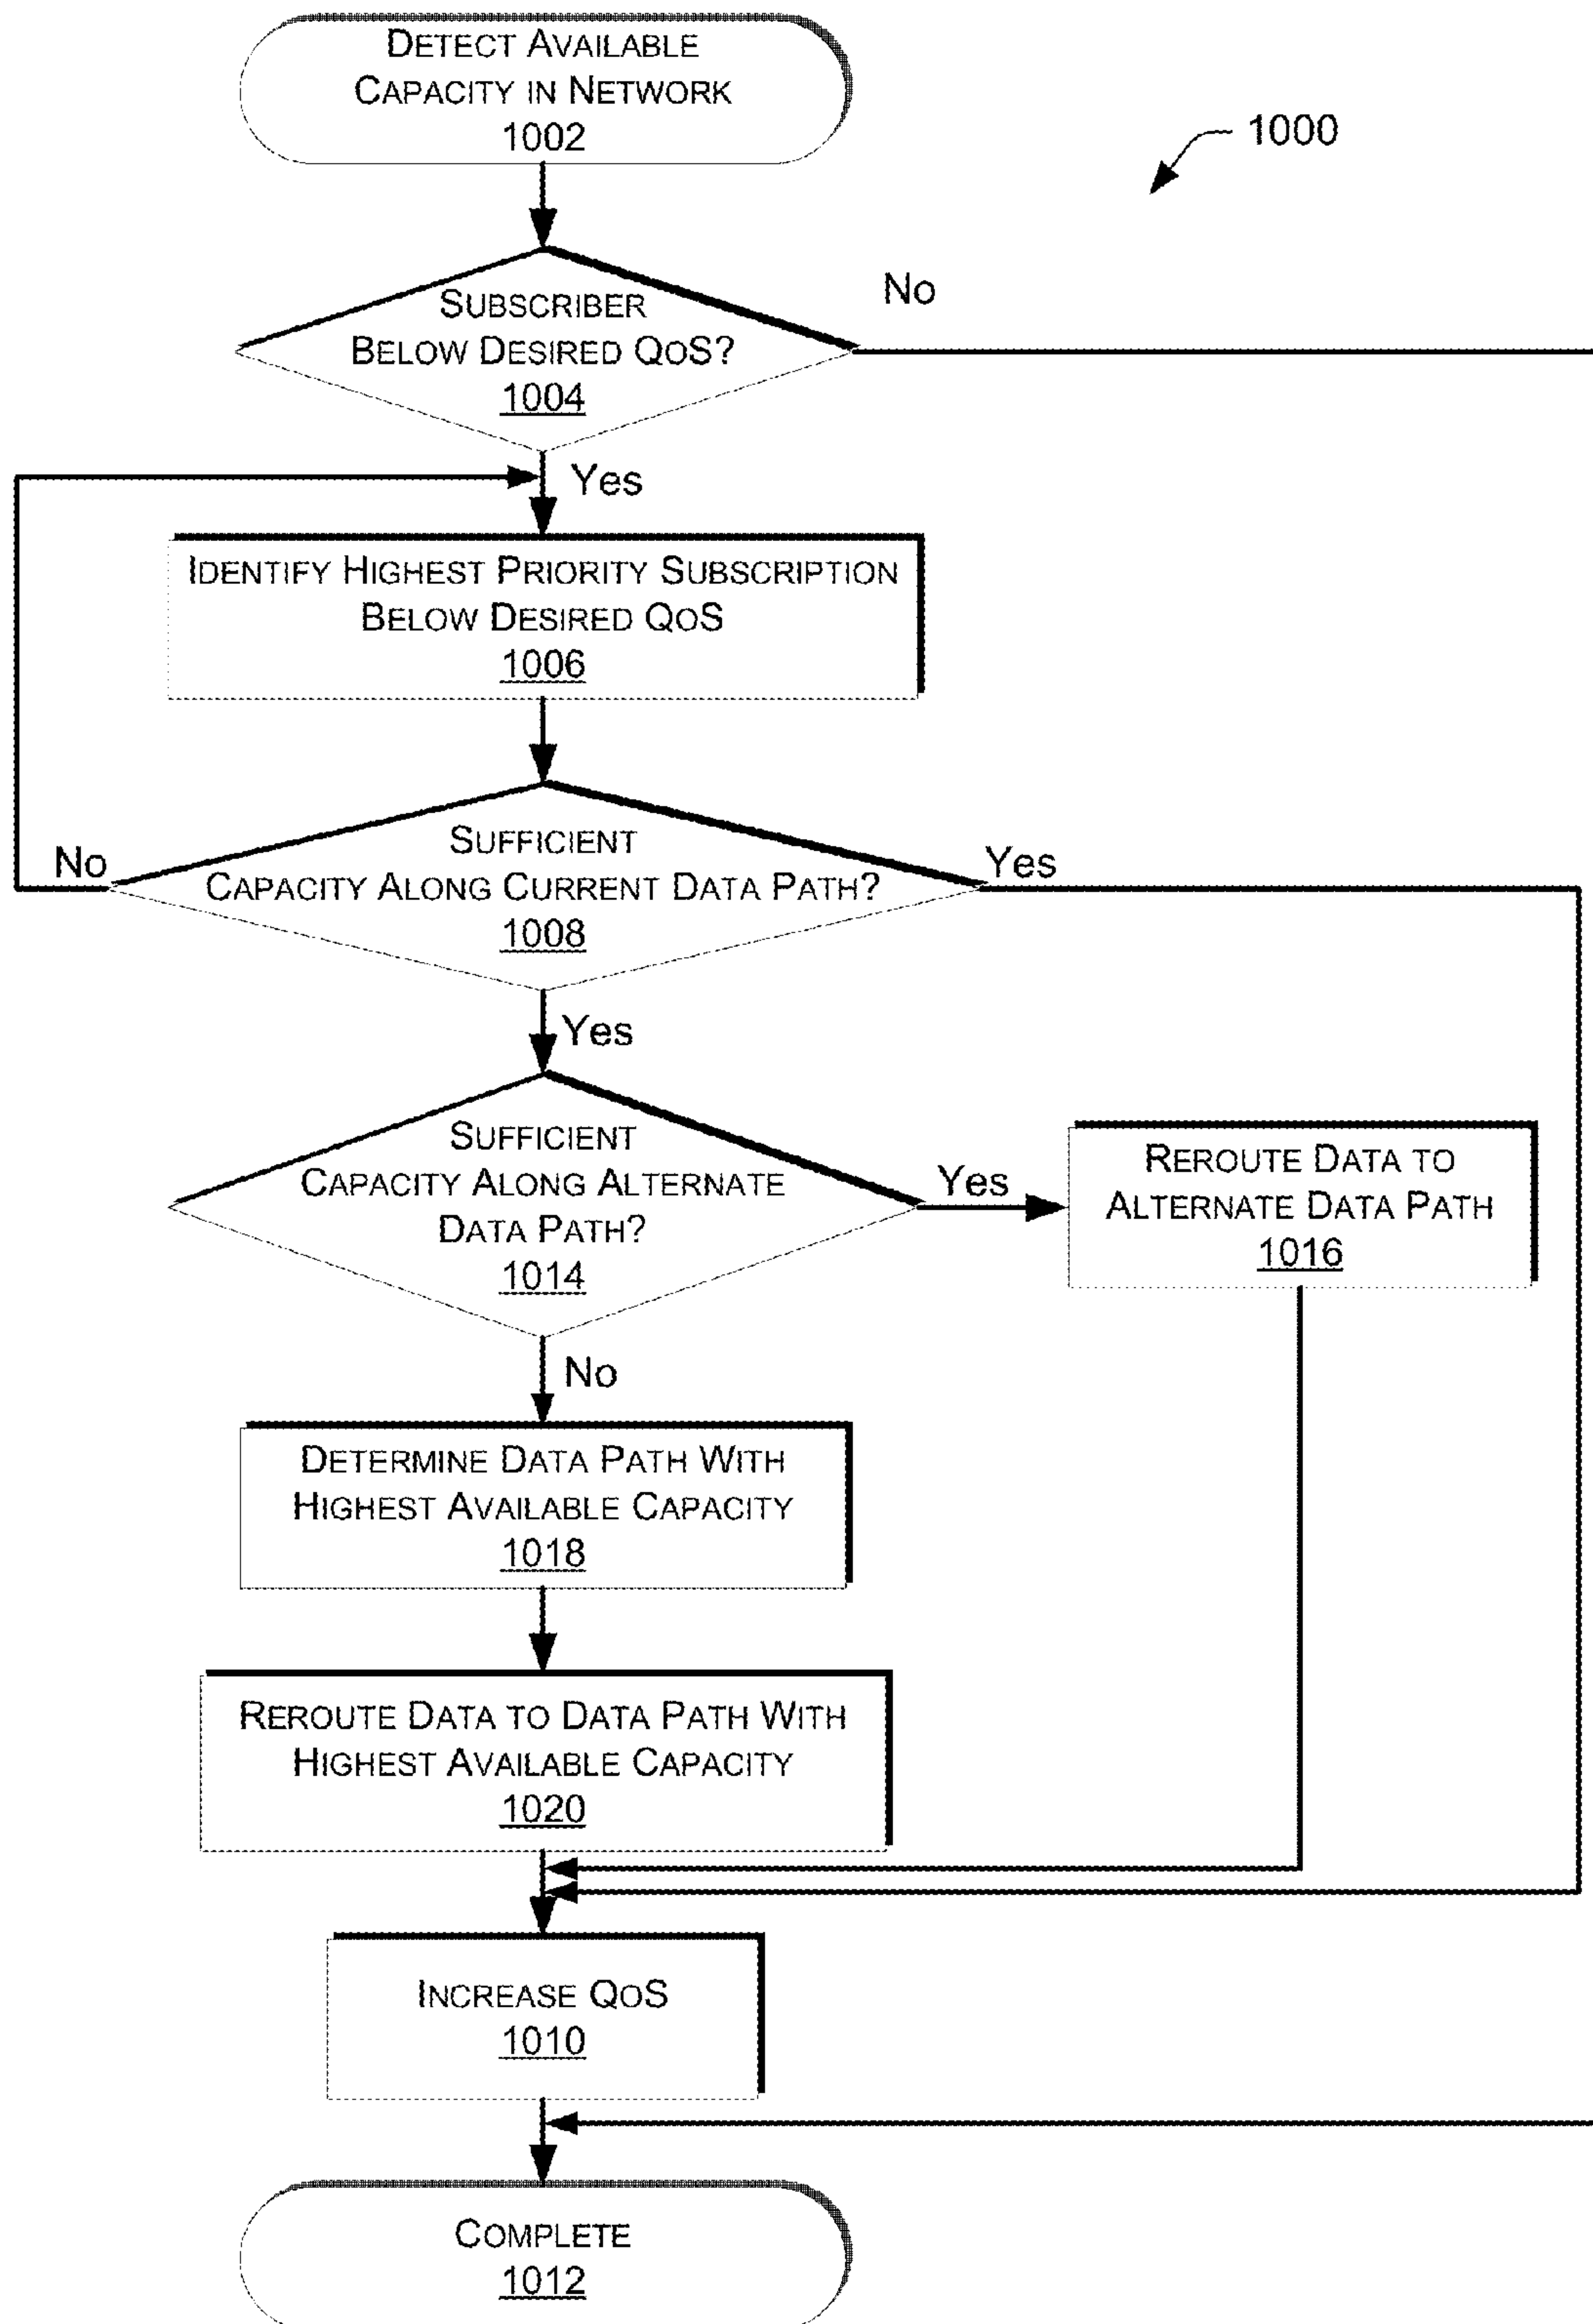 DETECT AVAILABLE
CAPACITY IN NETWORK
1002
1000
SUBSCRIBER
BELOW DESIRED QOS?
1004
No
Yes
IDENTIFY HIGHEST PRIORITY SUBSCRIPTION
BELOW DESIRED QOS
1006
SUFFICIENT
CAPACITY ALONG CURRENT DATA PATH?
1008
No
Yes
Yes
SUFFICIENT
CAPACITY ALONG ALTERNATE
DATA PATH?
1014
Yes
REROUTE DATA TO
ALTERNATE DATA PATH
1016
No
DETERMINE DATA PATH WITH
HIGHEST AVAILABLE CAPACITY
1018
REROUTE DATA TO DATA PATH WITH
HIGHEST AVAILABLE CAPACITY
1020
INCREASE QOS
1010
COMPLETE
1012